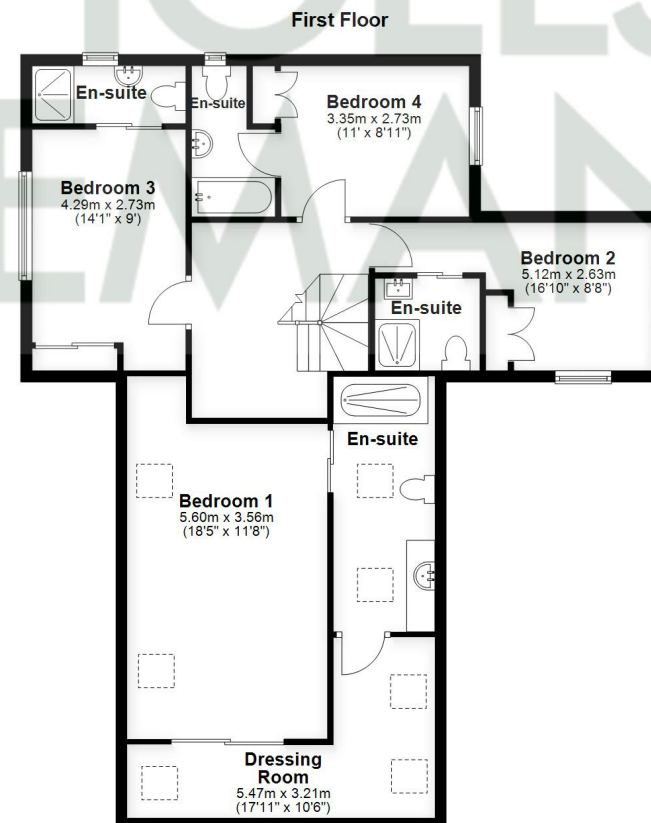 First Floor
En-suite
En-suite
Bedroom 4
3.35m x 2.73m
(11' x 8'11")
Bedroom 3
4.29m x 2.73m
(14'1" x 9')
Bedroom 2
5.12m x 2.63m
(16'10" x 8'8")
En-suite
En-suite
Bedroom 1
5.60m x 3.56m
(18'5" x 11'8")
Dressing
Room
5.47m x 3.21m
(17'11" x 10'6")